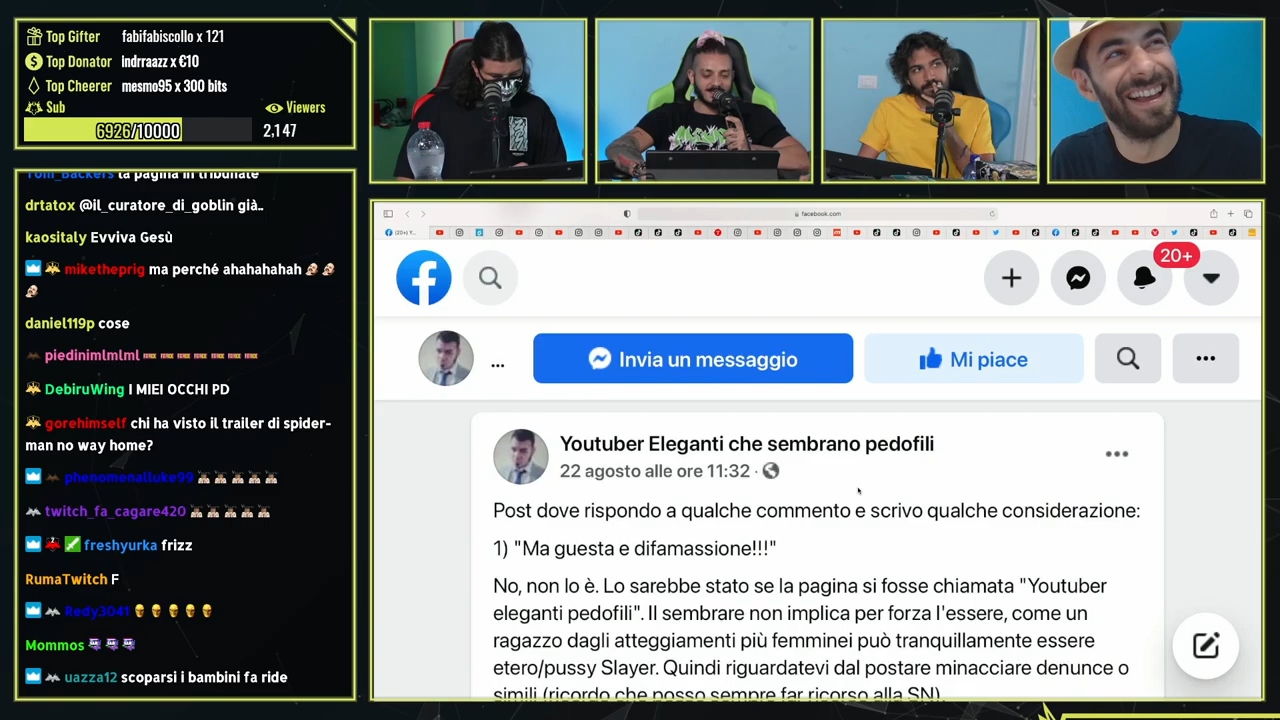 Top Gifter fabifabiscollo x 121
Top Donator indrraazz x €10
Top Cheerer mesmo95 x 300 bits
Sub Viewers
6926/10000 2,147
Tom_Backers la pagina in tribunale
drtatox @il_curatore_di_goblin già..
kaositaly Evviva Gesù
miketheprig ma perché ahahahahah
daniel119p cose
piedinimlmlml
DebiruWing I MIEI OCCHI PD
gorehimself chi ha visto il trailer di spider-
man no way home?
phenomenalluke99
twitch_fa_cagare420
freshyurka frizz
RumaTwitch F
Redy3041
Mommos
uazza12 scoparsi i bambini fa ride
facebook.com
(20+) Y...
20+
... Invia un messaggio Mi piace
Youtuber Eleganti che sembrano pedofili
22 agosto alle ore 11:32 ·
Post dove rispondo a qualche commento e scrivo qualche considerazione:
1) "Ma guesta e difamassione!!!"
No, non lo è. Lo sarebbe stato se la pagina si fosse chiamata "Youtuber
eleganti pedofili". Il sembrare non implica per forza l'essere, come un
ragazzo dagli atteggiamenti più femminei può tranquillamente essere
etero/pussy Slayer. Quindi riguardatevi dal postare minacciare denunce o
simili (ricordo che posso sempre far ricorso alla SN).